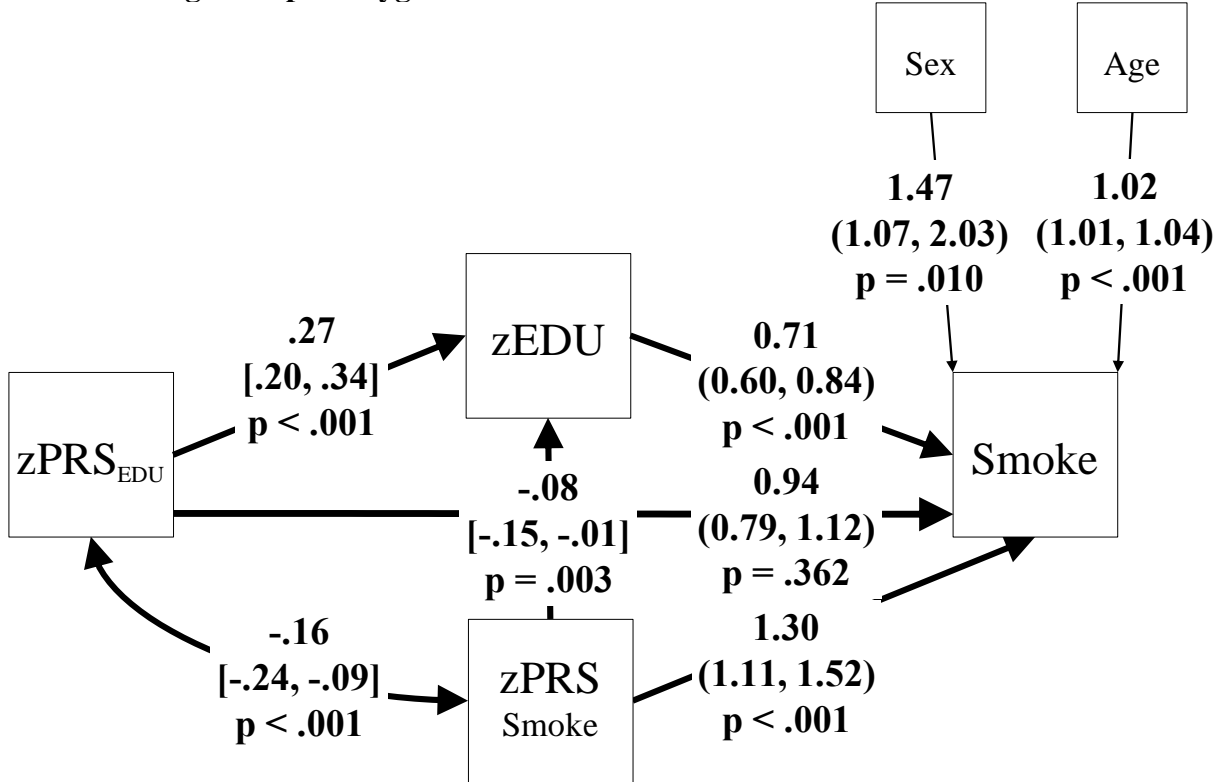 Sex
Age
1.47
(1.07, 2.03)
p = .010
1.02
(1.01, 1.04)
p < .001
.27
[.20, .34]
p < .001
zEDU
0.71
(0.60, 0.84)
p < .001
zPRSEDU
Smoke
-.08
[-.15, -.01]
p = .003
0.94
(0.79, 1.12)
p = .362
-.16
[-.24, -.09]
p < .001
zPRS
Smoke
1.30
(1.11, 1.52)
p < .001